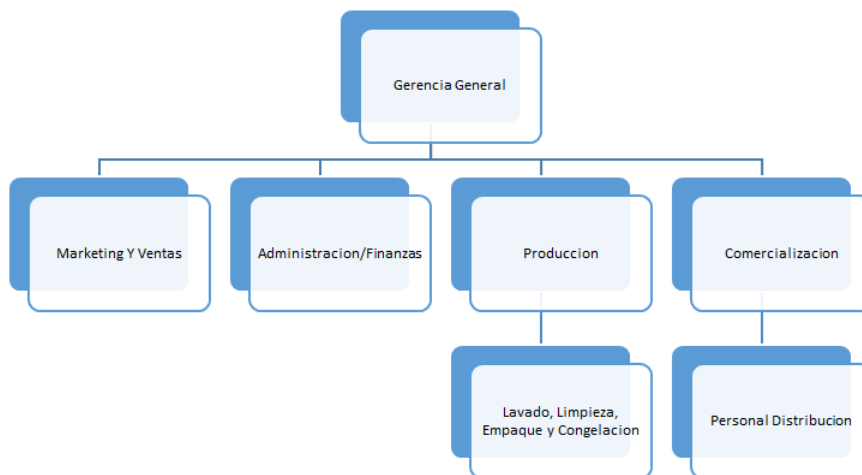 Gerencia General
Marketing Y Ventas
Administracion/Finanzas
Produccion
Comercializacion
Lavado, Limpieza,
Empaque y Congelacion
Personal Distribucion